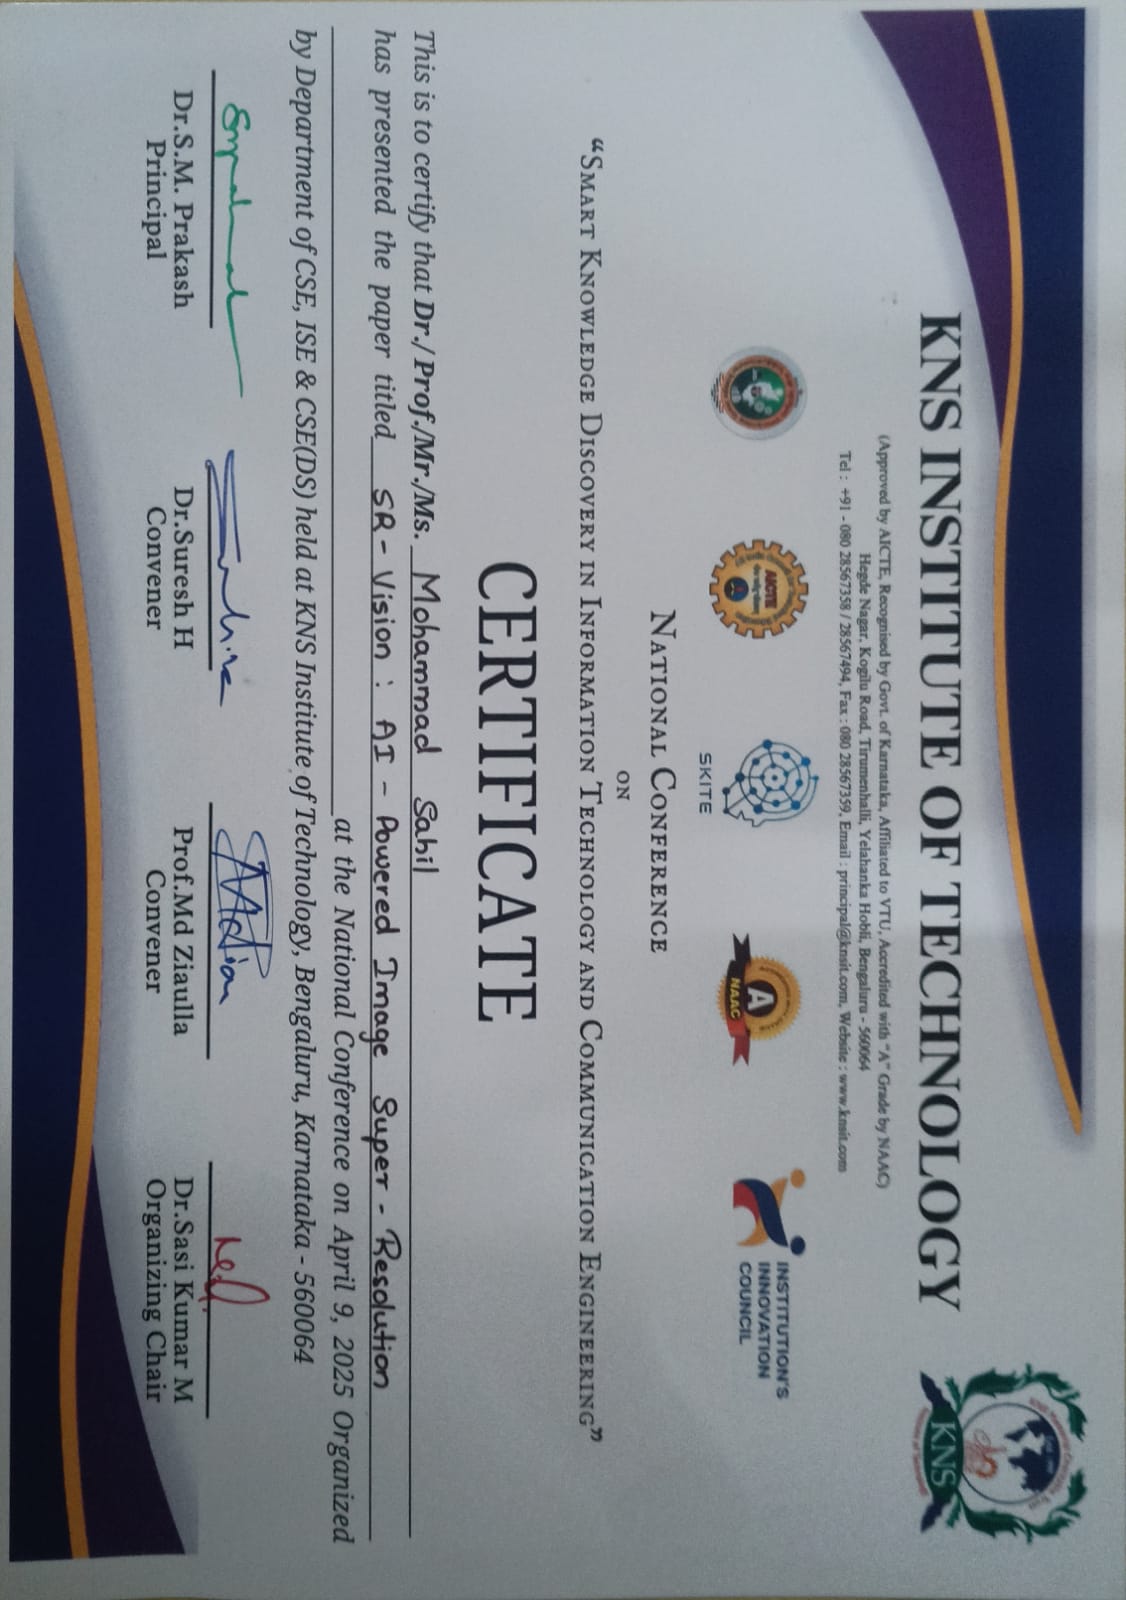 KNS INSTITUTE OF TECHNOLOGY
(Approved by AICTE, Recognised by Govt. of Karnataka, Affiliated to VTU, Accredited with "A" Grade by NAAC)
Hegde Nagar, Kogilu Road, Tirumenhalli, Yelahanka Hobli, Bengaluru - 560064
Tel : +91 - 080 28567358 / 28567494, Fax : 080 28567359, Email : principal@knsit.com, Website : www.knsit.com
KNS
AICTE
SKITE
A
NAAC
INSTITUTION'S
INNOVATION
COUNCIL
NATIONAL CONFERENCE
ON
"SMART KNOWLEDGE DISCOVERY IN INFORMATION TECHNOLOGY AND COMMUNICATION ENGINEERING"
CERTIFICATE
This is to certify that Dr./Prof./Mr./Ms. Mohammad Sahil
has presented the paper titled SR - Vision : AI - Powered Image Super - Resolution
at the National Conference on April 9, 2025 Organized
by Department of CSE, ISE & CSE(DS) held at KNS Institute of Technology, Bengaluru, Karnataka - 560064
Dr.S.M. Prakash
Principal
Dr.Suresh H
Convener
Prof.Md Ziaulla
Convener
Dr.Sasi Kumar M
Organizing Chair